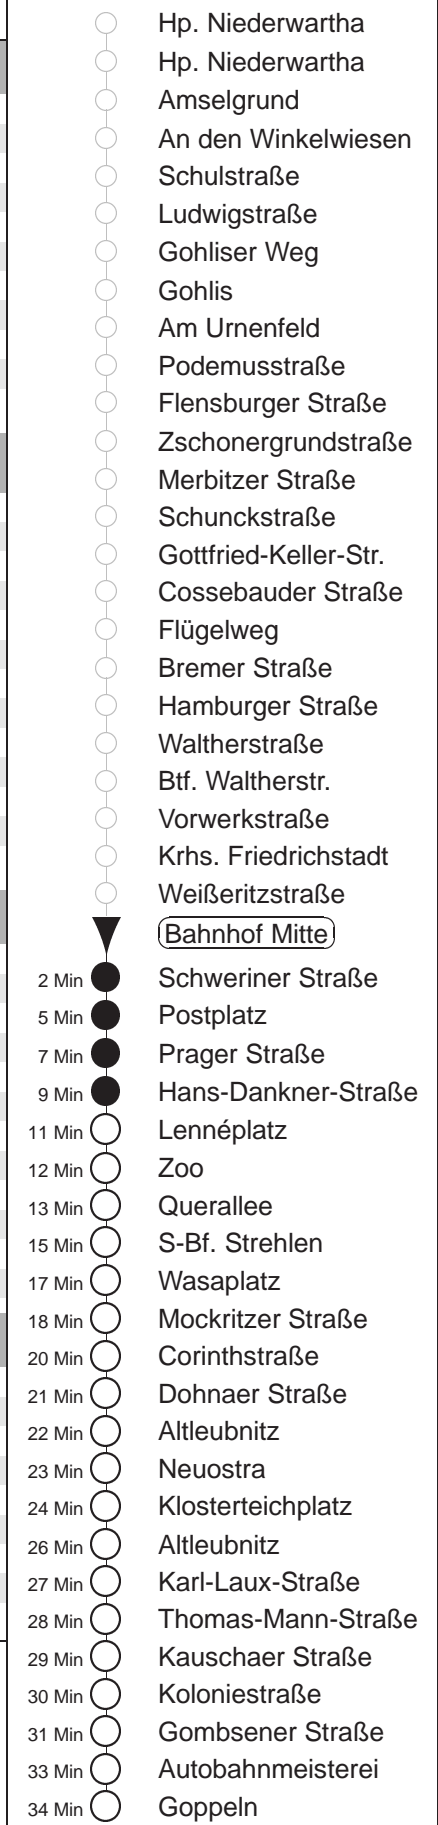 Hp. Niederwartha
Hp. Niederwartha
Amselgrund
An den Winkelwiesen
Schulstraße
Ludwigstraße
Gohliser Weg
Gohlis
Am Urnenfeld
Podemusstraße
Flensburger Straße
Zschonergrundstraße
Merbitzer Straße
Schunckstraße
Gottfried-Keller-Str.
Cossebauder Straße
Flügelweg
Bremer Straße
Hamburger Straße
Waltherstraße
Btf. Waltherstr.
Vorwerkstraße
Krhs. Friedrichstadt
Weißeritzstraße
Bahnhof Mitte
2 Min Schweriner Straße
5 Min Postplatz
7 Min Prager Straße
9 Min Hans-Dankner-Straße
11 Min Lennéplatz
12 Min Zoo
13 Min Querallee
15 Min S-Bf. Strehlen
17 Min Wasaplatz
18 Min Mockritzer Straße
20 Min Corinthstraße
21 Min Dohnaer Straße
22 Min Altleubnitz
23 Min Neuostra
24 Min Klosterteichplatz
26 Min Altleubnitz
27 Min Karl-Laux-Straße
28 Min Thomas-Mann-Straße
29 Min Kauschaer Straße
30 Min Koloniestraße
31 Min Gombsener Straße
33 Min Autobahnmeisterei
34 Min Goppeln